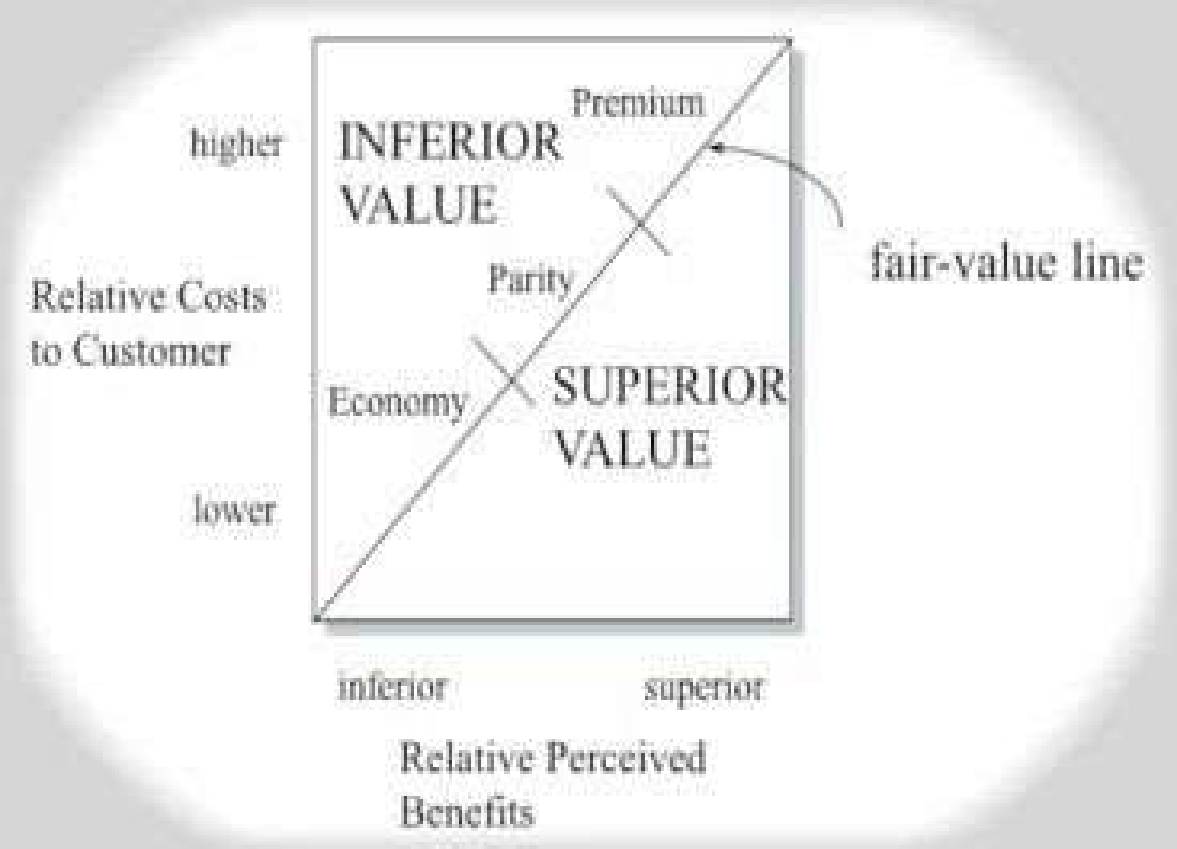 Premium
higher
INFERIOR
VALUE
fair-value line
Parity
Relative Costs
to Customer
Economy
SUPERIOR
VALUE
lower
inferior
superior
Relative Perceived
Benefits